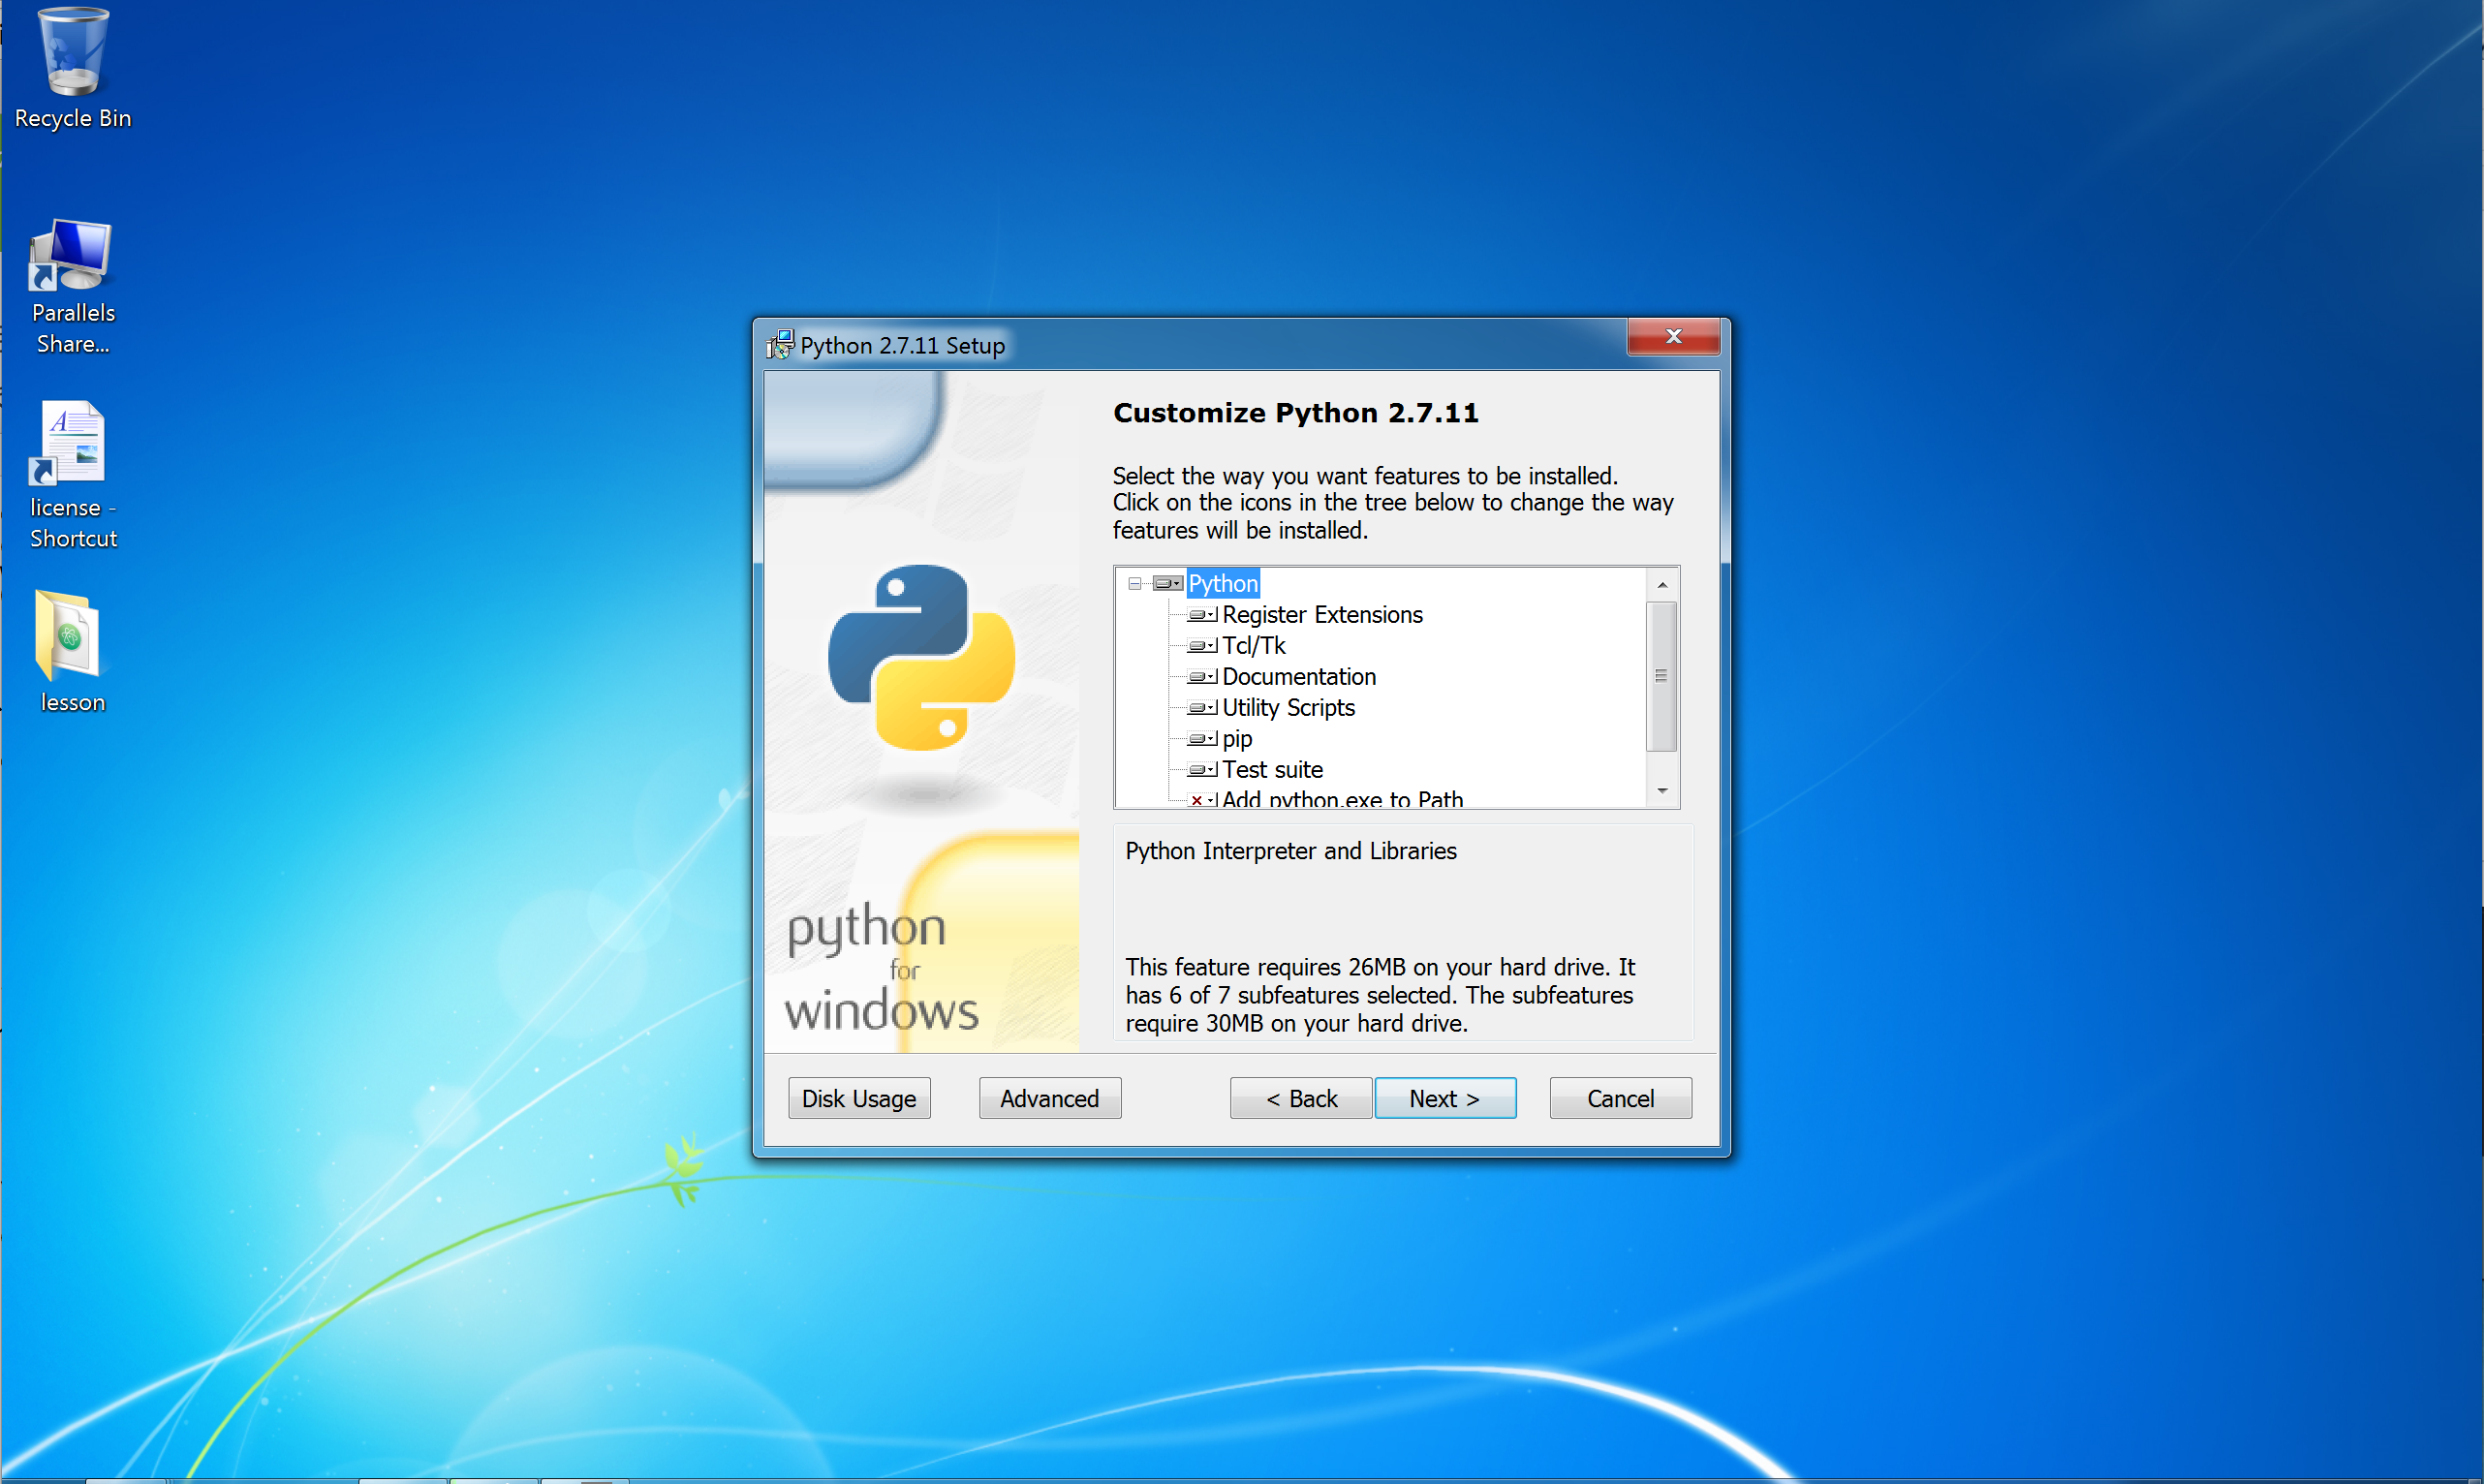 Recycle Bin
Parallels
Share...
license -
Shortcut
lesson
Python 2.7.11 Setup
Customize Python 2.7.11
Select the way you want features to be installed.
Click on the icons in the tree below to change the way
features will be installed.
Python
Register Extensions
Tcl/Tk
Documentation
Utility Scripts
pip
Test suite
Add python.exe to Path
Python Interpreter and Libraries
This feature requires 26MB on your hard drive. It
has 6 of 7 subfeatures selected. The subfeatures
require 30MB on your hard drive.
python
for
windows
Disk Usage
Advanced
< Back
Next >
Cancel